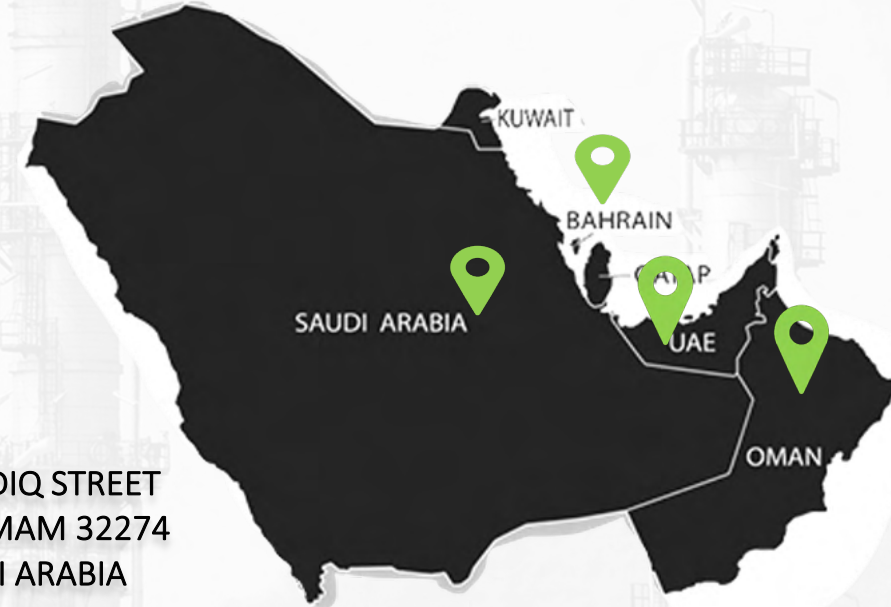 KUWAIT
BAHRAIN
SAUDI ARABIA
UAE
OMAN
DIQ STREET
MAM 32274
I ARABIA